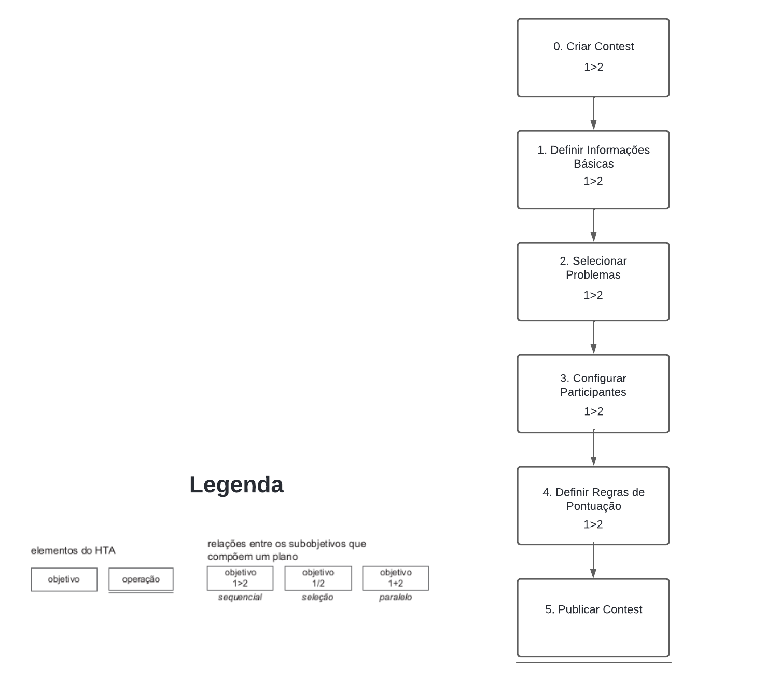 0. Criar Contest
1>2
1. Definir Informações
Básicas
1>2
2. Selecionar
Problemas
1>2
3. Configurar
Participantes
1>2
4. Definir Regras de
Pontuação
1>2
5. Publicar Contest
Legenda
elementos do HTA
objetivo
operação
relações entre os subobjetivos que
compõem um plano
objetivo
1>2
sequencial
objetivo
1/2
seleção
objetivo
1+2
paralelo